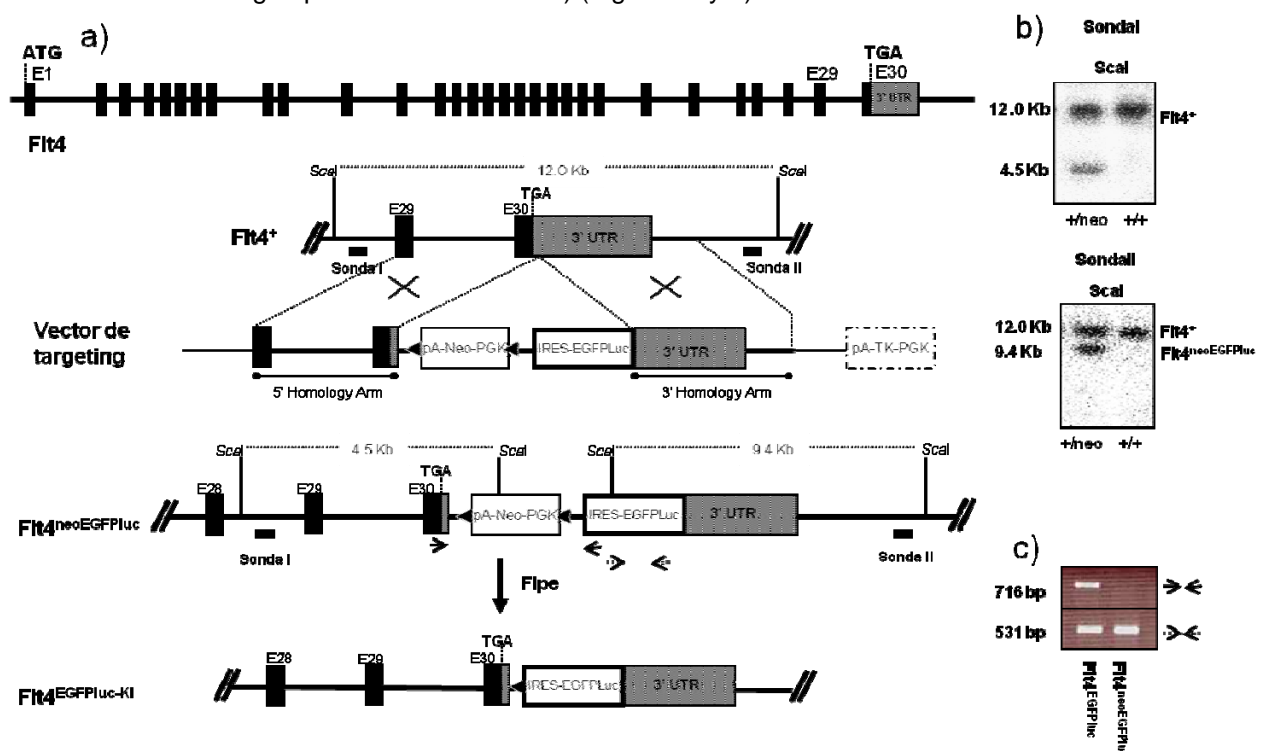 a)
ATG
E1
TGA
E29
E30
3' UTR
Flt4
ScaI
12.0 Kb
ScaI
TGA
E29
E30
Flt4+
3' UTR
Sonda I
Sonda II
Vector de
targeting
pA-Neo-PGK
IRES-EGFPLuc
3' UTR
pA-TK-PGK
5' Homology Arm
3' Homology Arm
ScaI
4.5 Kb
ScaI
ScaI
9.4 Kb
ScaI
TGA
E28
E29
E30
Flt4neoEGFPluc
pA-Neo-PGK
IRES-EGFPLuc
3' UTR
Sonda I
Sonda II
Flpe
TGA
E28
E29
E30
Flt4EGFPluc-KI
IRES-EGFPLuc
3' UTR
b)
SondaI
ScaI
12.0 Kb
Flt4+
4.5 Kb
+/neo
+/+
SondaII
ScaI
12.0 Kb
Flt4+
9.4 Kb
Flt4neoEGFPluc
+/neo
+/+
c)
716 bp
531 bp
Flt4EGFPluc
Flt4neoEGFPlu